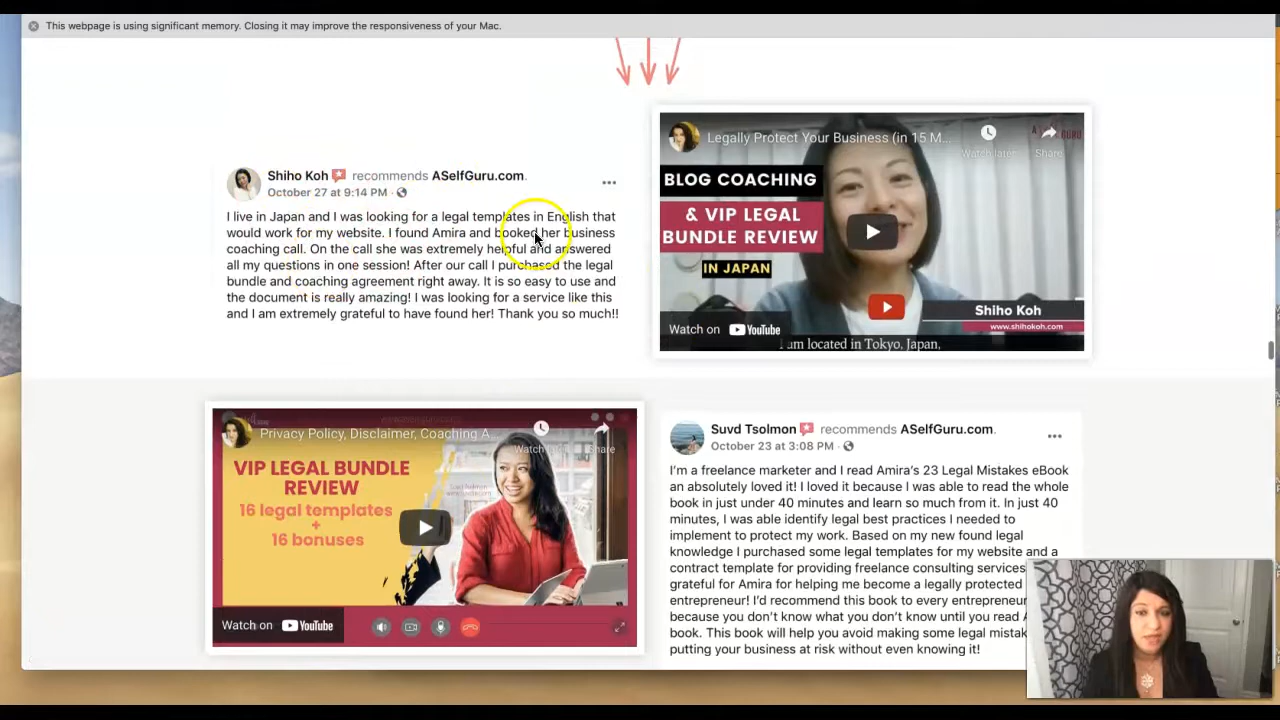 This webpage is using significant memory. Closing it may improve the responsiveness of your Mac.
Shiho Koh recommends ASelfGuru.com.
October 27 at 9:14 PM ·
I live in Japan and I was looking for a legal templates in English that
would work for my website. I found Amira and booked her business
coaching call. On the call she was extremely helpful and answered
all my questions in one session! After our call I purchased the legal
bundle and coaching agreement right away. It is so easy to use and
the document is really amazing! I was looking for a service like this
and I am extremely grateful to have found her! Thank you so much!!
Legally Protect Your Business (in 15 M...
Watch later
Share
BLOG COACHING
& VIP LEGAL
BUNDLE REVIEW
IN JAPAN
Shiho Koh
www.shihokoh.com
Watch on YouTube
I am located in Tokyo, Japan,
Privacy Policy, Disclaimer, Coaching A...
Share
VIP LEGAL BUNDLE
REVIEW
16 legal templates
+
16 bonuses
Watch on YouTube
Suvd Tsolmon recommends ASelfGuru.com.
October 23 at 3:08 PM ·
I'm a freelance marketer and I read Amira's 23 Legal Mistakes eBook
an absolutely loved it! I loved it because I was able to read the whole
book in just under 40 minutes and learn so much from it. In just 40
minutes, I was able identify legal best practices I needed to
implement to protect my work. Based on my new found legal
knowledge I purchased some legal templates for my website and a
contract template for providing freelance consulting services
grateful for Amira for helping me become a legally protected
entrepreneur! I'd recommend this book to every entrepreneur
because you don't know what you don't know until you read
book. This book will help you avoid making some legal mistak
putting your business at risk without even knowing it!